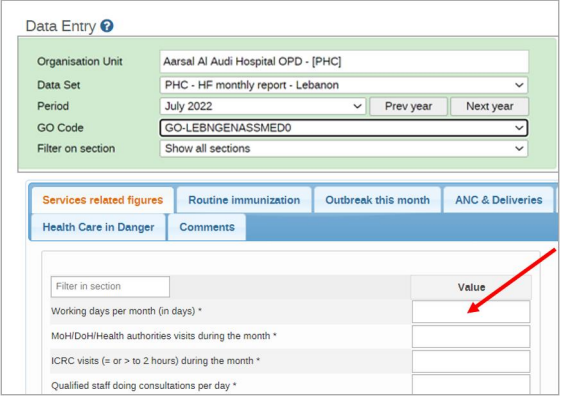 Data Entry ?
Organisation Unit Aarsal Al Audi Hospital OPD - [PHC]
Data Set PHC - HF monthly report - Lebanon
Period July 2022 Prev year Next year
GO Code GO-LEBNGENASSMED0
Filter on section Show all sections
Services related figures Routine immunization Outbreak this month ANC & Deliveries
Health Care in Danger Comments
Filter in section Value
Working days per month (in days) *
MoH/DoH/Health authorities visits during the month *
ICRC visits (= or > to 2 hours) during the month *
Qualified staff doing consultations per day *